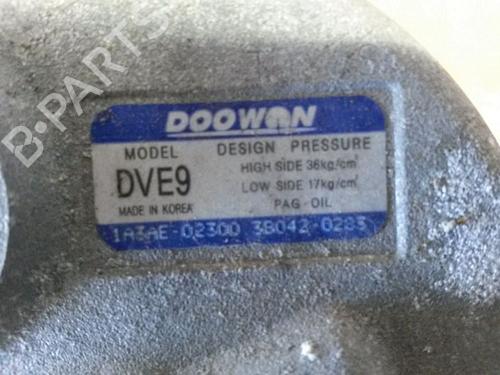 B-PARTS
DOOWON
MODEL DESIGN PRESSURE
DVE9 HIGH SIDE 36kg/cm²
LOW SIDE 17kg/cm²
MADE IN KOREA PAG-OIL
1A3AE-02300 3B042-0283